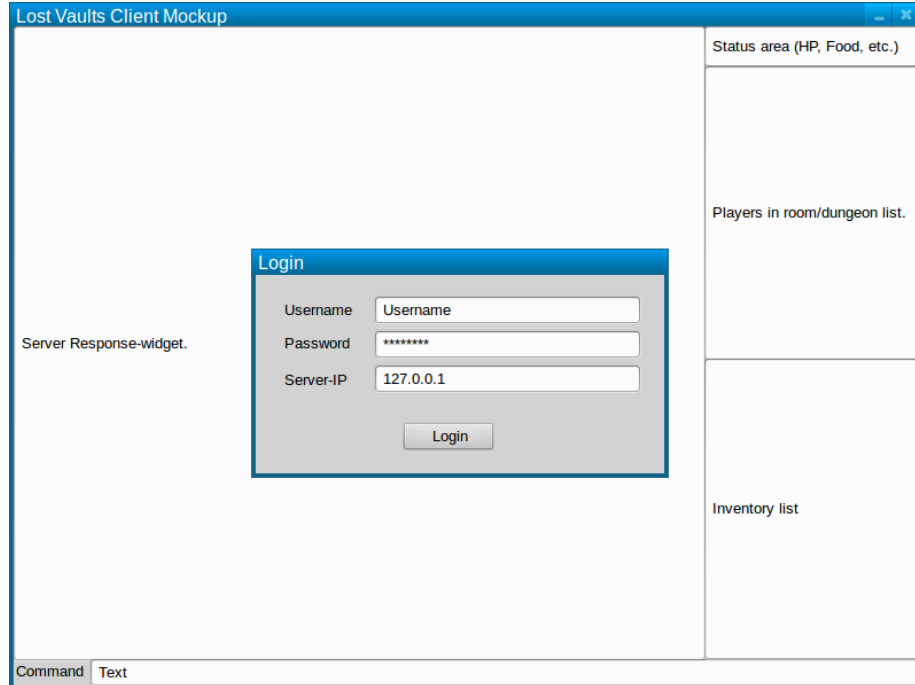 Lost Vaults Client Mockup
Status area (HP, Food, etc.)
Players in room/dungeon list.
Login
Username Username
Password ********
Server-IP 127.0.0.1
Login
Server Response-widget.
Inventory list
Command Text